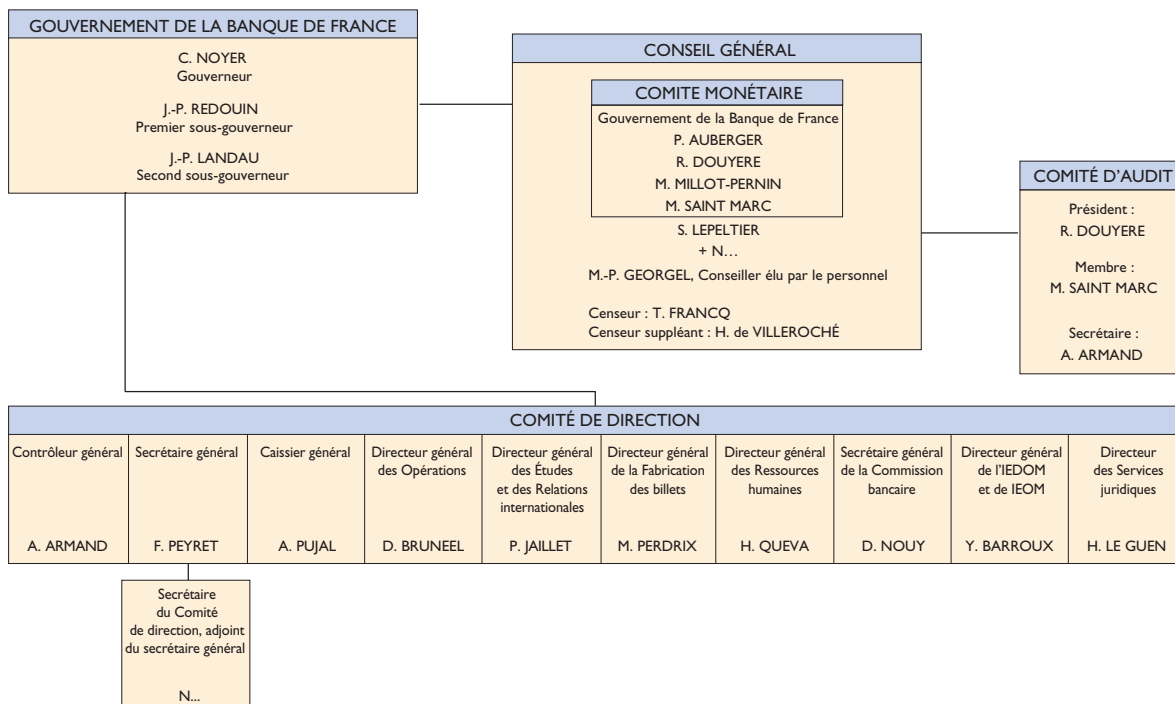 GOUVERNEMENT DE LA BANQUE DE FRANCE
C. NOYER
Gouverneur
J.-P. REDOUIN
Premier sous-gouverneur
J.-P. LANDAU
Second sous-gouverneur
CONSEIL GÉNÉRAL
COMITE MONÉTAIRE
Gouvernement de la Banque de France
P. AUBERGER
R. DOUYERE
M. MILLOT-PERNIN
M. SAINT MARC
S. LEPELTIER
+ N…
M.-P. GEORGEL, Conseiller élu par le personnel
Censeur : T. FRANCQ
Censeur suppléant : H. de VILLEROCHÉ
COMITÉ D'AUDIT
Président :
R. DOUYERE
Membre :
M. SAINT MARC
Secrétaire :
A. ARMAND
COMITÉ DE DIRECTION
Contrôleur général
A. ARMAND
Secrétaire général
F. PEYRET
Caissier général
A. PUJAL
Directeur général
des Opérations
D. BRUNEEL
Directeur général
des Études
et des Relations
internationales
P. JAILLET
Directeur général
de la Fabrication
des billets
M. PERDRIX
Directeur général
des Ressources
humaines
H. QUEVA
Secrétaire général
de la Commission
bancaire
D. NOUY
Directeur général
de l'IEDOM
et de IEOM
Y. BARROUX
Directeur
des Services
juridiques
H. LE GUEN
Secrétaire
du Comité
de direction, adjoint
du secrétaire général
N...